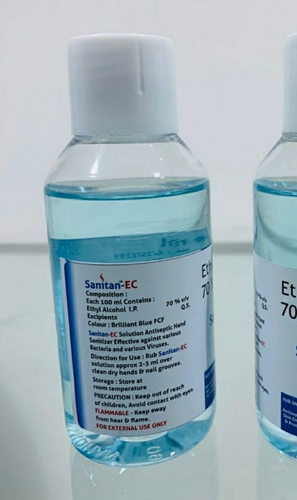 Sanitan-EC
Composition :
Each 100 ml Contains :
Ethyl Alcohol I.P. 70 % v/v
Excipients Q.S.
Colour : Brilliant Blue FCF
Sanitan-EC Solution Antiseptic Hand
Sanitizer Effective against various
Bacteria and various Viruses.
Direction for Use : Rub Sanitan-EC
solution approx 2-5 ml over
clean dry hands & nail grooves.
Storage : Store at
room temperature
PRECAUTION : Keep out of reach
of children, Avoid contact with eyes.
FLAMMABLE - Keep away
from hear & flame.
FOR EXTERNAL USE ONLY
Et
70